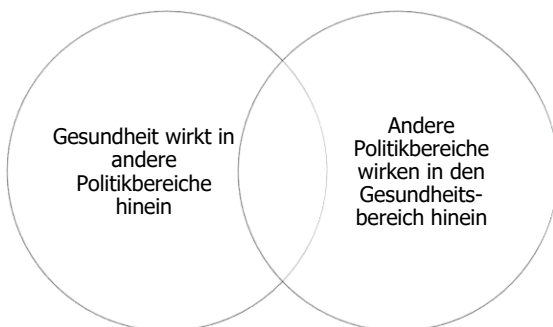 Gesundheit wirkt in
andere
Politikbereiche
hinein
Andere
Politikbereiche
wirken in den
Gesundheits-
bereich hinein